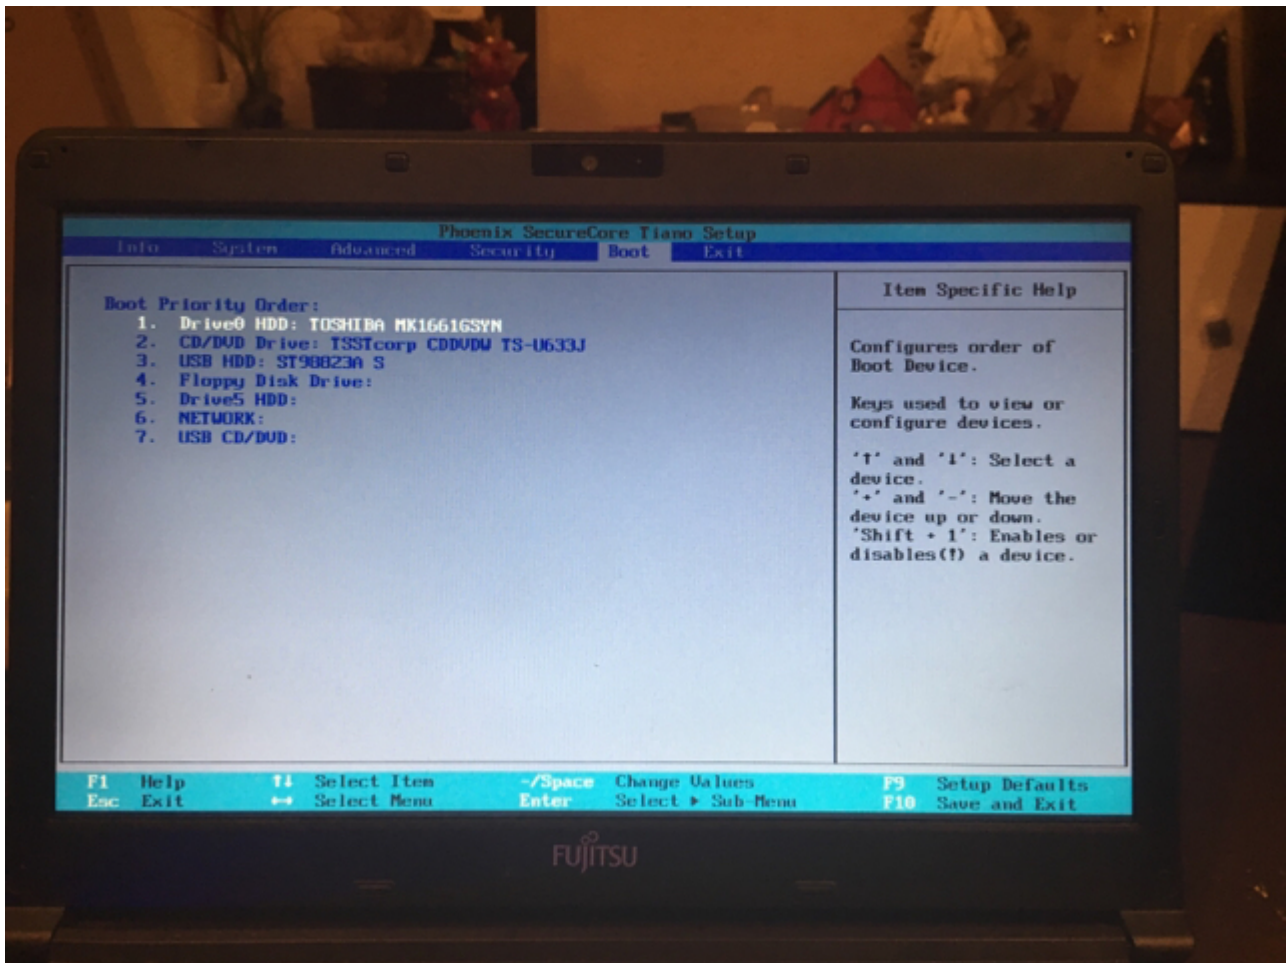 Phoenix SecureCore Tiano Setup
Info System Advanced Security Boot Exit
Boot Priority Order:
1. Drive0 HDD: TOSHIBA MK1661GSYN
2. CD/DVD Drive: TSSTcorp CDDVDW TS-U633J
3. USB HDD: ST98823A S
4. Floppy Disk Drive:
5. Drive5 HDD:
6. NETWORK:
7. USB CD/DVD:
Item Specific Help
Configures order of
Boot Device.
Keys used to view or
configure devices.
'↑' and '↓': Select a
device.
'+' and '-': Move the
device up or down.
'Shift + 1': Enables or
disables(!) a device.
F1 Help ↑↓ Select Item -/Space Change Values F9 Setup Defaults
Esc Exit ↔ Select Menu Enter Select ▶ Sub-Menu F10 Save and Exit
FUJITSU